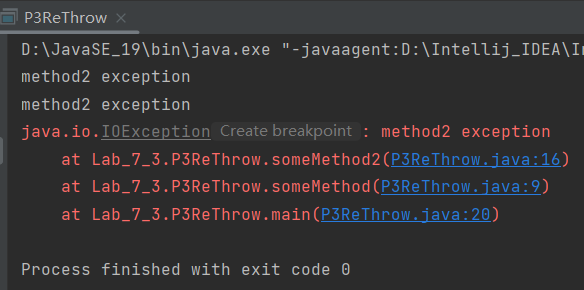 P3ReThrow ×
D:\JavaSE_19\bin\java.exe "-javaagent:D:\Intellij_IDEA\In
method2 exception
method2 exception
java.io.IOException Create breakpoint : method2 exception
at Lab_7_3.P3ReThrow.someMethod2(P3ReThrow.java:16)
at Lab_7_3.P3ReThrow.someMethod(P3ReThrow.java:9)
at Lab_7_3.P3ReThrow.main(P3ReThrow.java:20)
Process finished with exit code 0